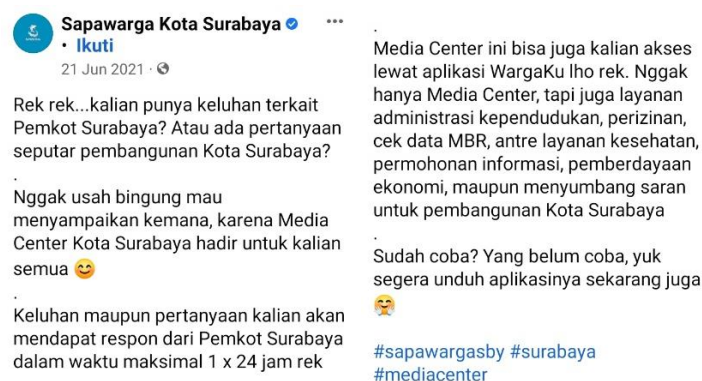 Sapawarga Kota Surabaya
• Ikuti
21 Jun 2021 ·
Rek rek...kalian punya keluhan terkait
Pemkot Surabaya? Atau ada pertanyaan
seputar pembangunan Kota Surabaya?
.
Nggak usah bingung mau
menyampaikan kemana, karena Media
Center Kota Surabaya hadir untuk kalian
semua 😊
.
Keluhan maupun pertanyaan kalian akan
mendapat respon dari Pemkot Surabaya
dalam waktu maksimal 1 x 24 jam rek
.
Media Center ini bisa juga kalian akses
lewat aplikasi WargaKu lho rek. Nggak
hanya Media Center, tapi juga layanan
administrasi kependudukan, perizinan,
cek data MBR, antre layanan kesehatan,
permohonan informasi, pemberdayaan
ekonomi, maupun menyumbang saran
untuk pembangunan Kota Surabaya
.
Sudah coba? Yang belum coba, yuk
segera unduh aplikasinya sekarang juga
🤗
#sapawargasby #surabaya
#mediacenter